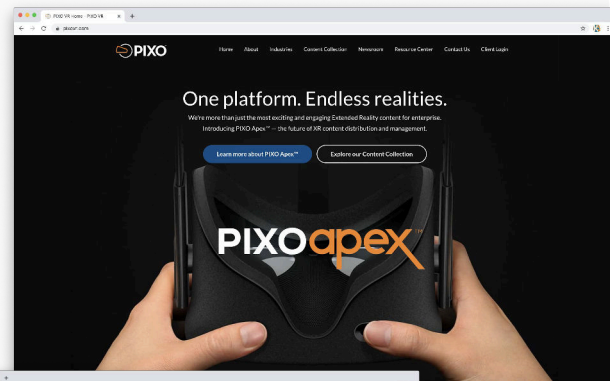 PIXO VR Home - PIXO VR
pixovr.com
PIXO
Home About Industries Content Collection Newsroom Resource Center Contact Us Client Login
One platform. Endless realities.
We're more than just the most exciting and engaging Extended Reality content for enterprise.
Introducing PIXO Apex™ — the future of XR content distribution and management.
Learn more about PIXO Apex™ Explore our Content Collection
PIXO apex™